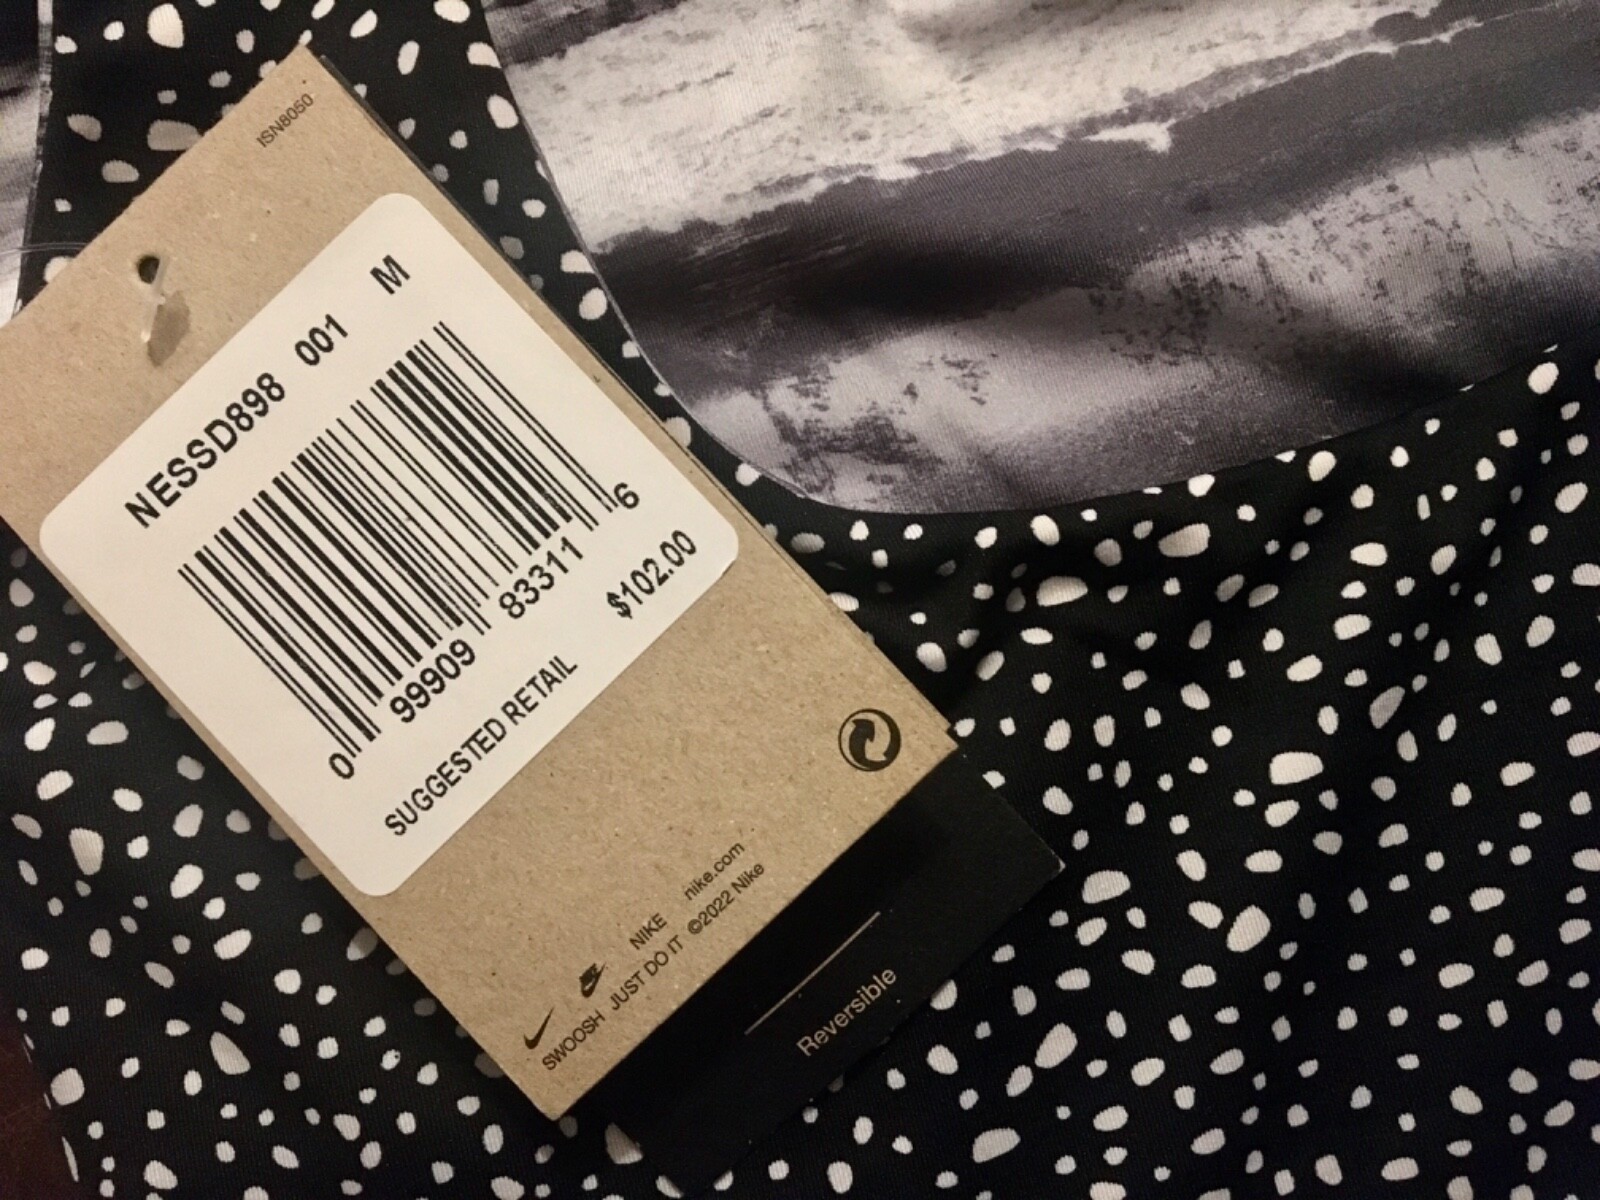 ISN8050
NESSD898 001 M
0 99909 83311 6
SUGGESTED RETAIL $102.00
NIKE nike.com
SWOOSH JUST DO IT ©2022 Nike
Reversible